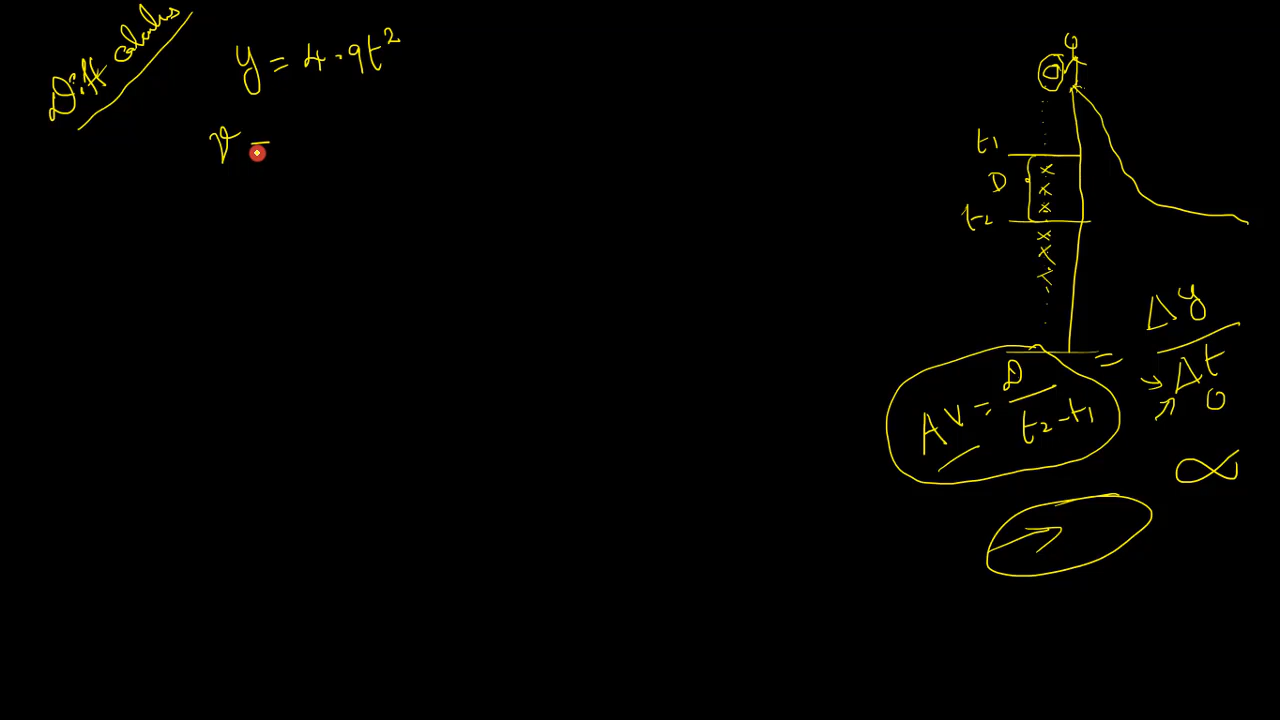 Diff calculus
y = 4.9t²
v =
t1
D
t2
AV = D / t2 - t1 = Δy / Δt
0
∞